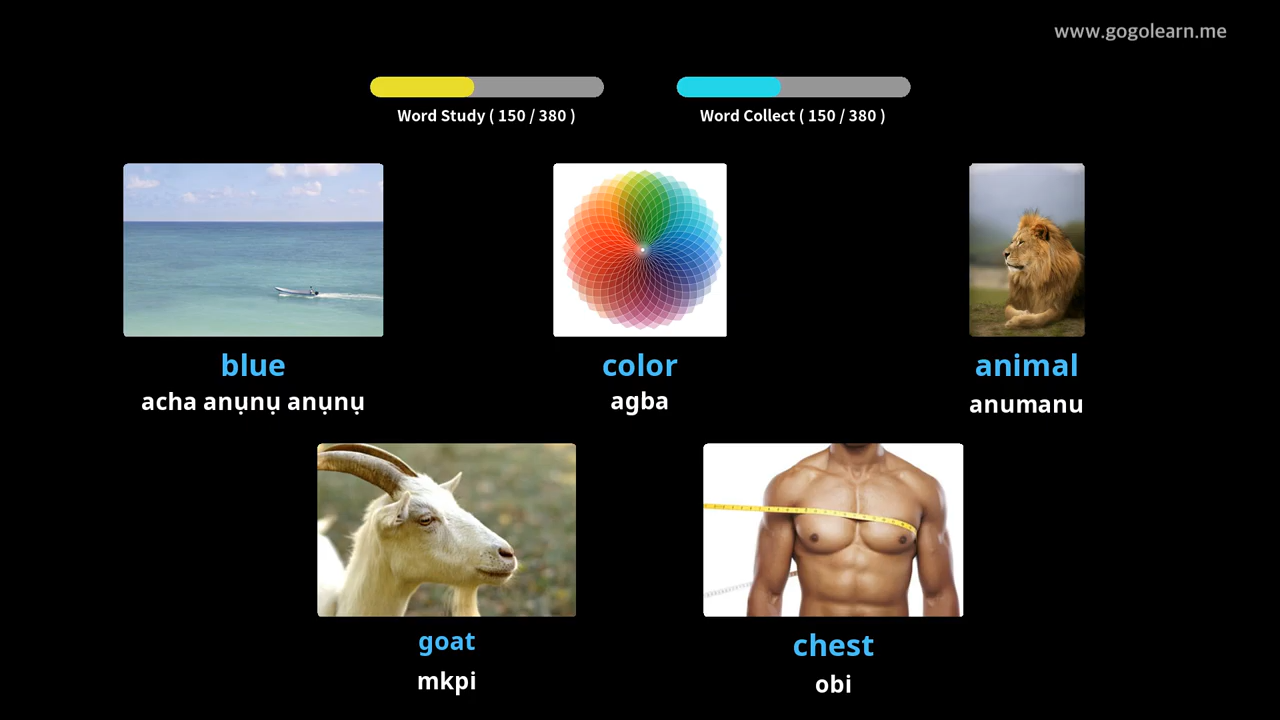 www.gogolearn.me
Word Study ( 150 / 380 )
Word Collect ( 150 / 380 )
blue
acha anụnụ anụnụ
color
agba
animal
anumanu
goat
mkpi
chest
obi